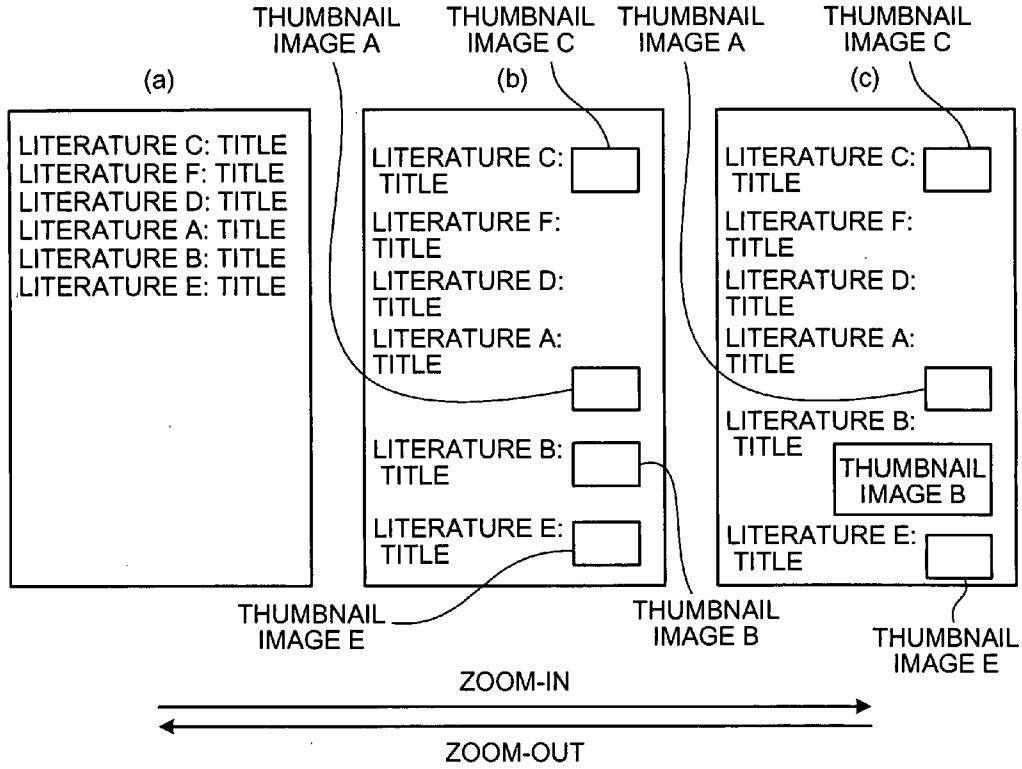 THUMBNAIL
IMAGE A
THUMBNAIL
IMAGE C
THUMBNAIL
IMAGE A
THUMBNAIL
IMAGE C
(a)
(b)
(c)
LITERATURE C: TITLE
LITERATURE F: TITLE
LITERATURE D: TITLE
LITERATURE A: TITLE
LITERATURE B: TITLE
LITERATURE E: TITLE
LITERATURE C:
TITLE
LITERATURE F:
TITLE
LITERATURE D:
TITLE
LITERATURE A:
TITLE
LITERATURE B:
TITLE
LITERATURE E:
TITLE
LITERATURE C:
TITLE
LITERATURE F:
TITLE
LITERATURE D:
TITLE
LITERATURE A:
TITLE
LITERATURE B:
TITLE
THUMBNAIL
IMAGE B
LITERATURE E:
TITLE
THUMBNAIL
IMAGE E
THUMBNAIL
IMAGE B
THUMBNAIL
IMAGE E
ZOOM-IN
ZOOM-OUT